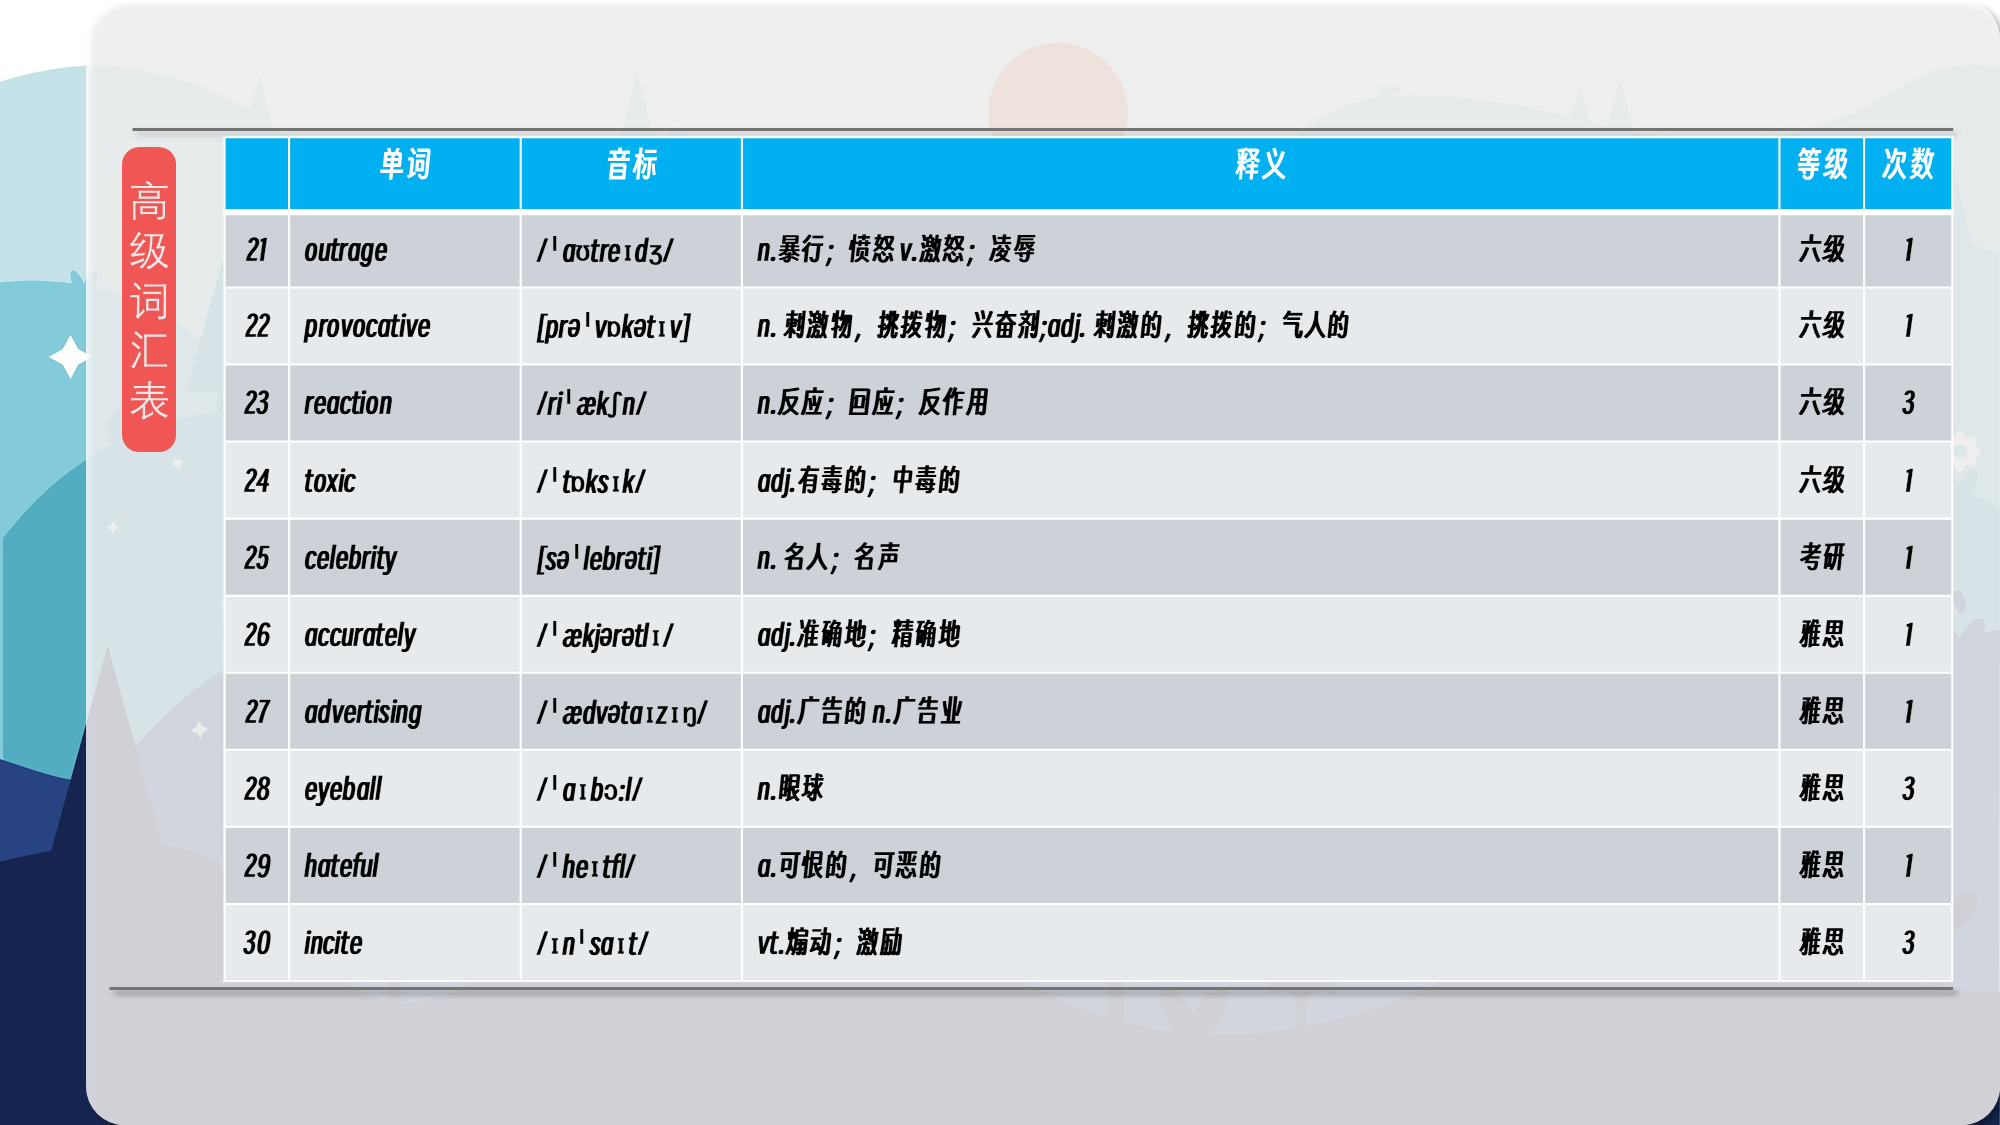 高级词汇表
单词 音标 释义 等级 次数
21 outrage /ˈaʊtreɪdʒ/ n.暴行；愤怒 v.激怒；凌辱 六级 1
22 provocative [prəˈvɒkətɪv] n. 刺激物，挑拨物；兴奋剂;adj. 刺激的，挑拨的；气人的 六级 1
23 reaction /riˈækʃn/ n.反应；回应；反作用 六级 3
24 toxic /ˈtɒksɪk/ adj.有毒的；中毒的 六级 1
25 celebrity [səˈlebrəti] n. 名人；名声 考研 1
26 accurately /ˈækjərətlɪ/ adj.准确地；精确地 雅思 1
27 advertising /ˈædvətaɪzɪŋ/ adj.广告的 n.广告业 雅思 1
28 eyeball /ˈaɪbɔ:l/ n.眼球 雅思 3
29 hateful /ˈheɪtfl/ a.可恨的，可恶的 雅思 1
30 incite /ɪnˈsaɪt/ vt.煽动；激励 雅思 3